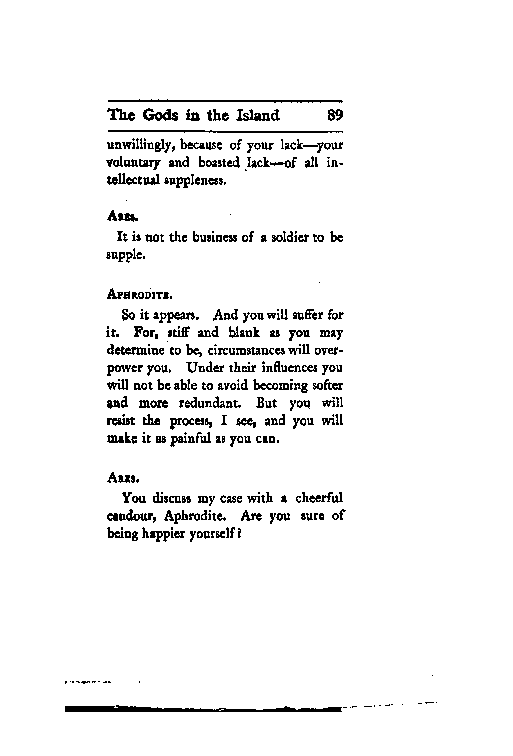 The Gods in the Island 89
unwillingly, because of your lack—your
voluntary and boasted lack—of all in-
tellectual suppleness.
Ares.
It is not the business of a soldier to be
supple.
Aphrodite.
So it appears. And you will suffer for
it. For, stiff and blank as you may
determine to be, circumstances will over-
power you. Under their influences you
will not be able to avoid becoming softer
and more redundant. But you will
resist the process, I see, and you will
make it as painful as you can.
Ares.
You discuss my case with a cheerful
candour, Aphrodite. Are you sure of
being happier yourself?